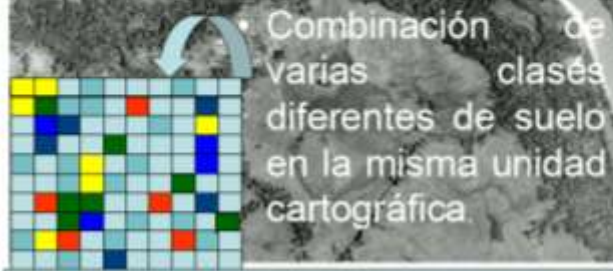 • Combinación de
varias clases
diferentes de suelo
en la misma unidad
cartográfica.